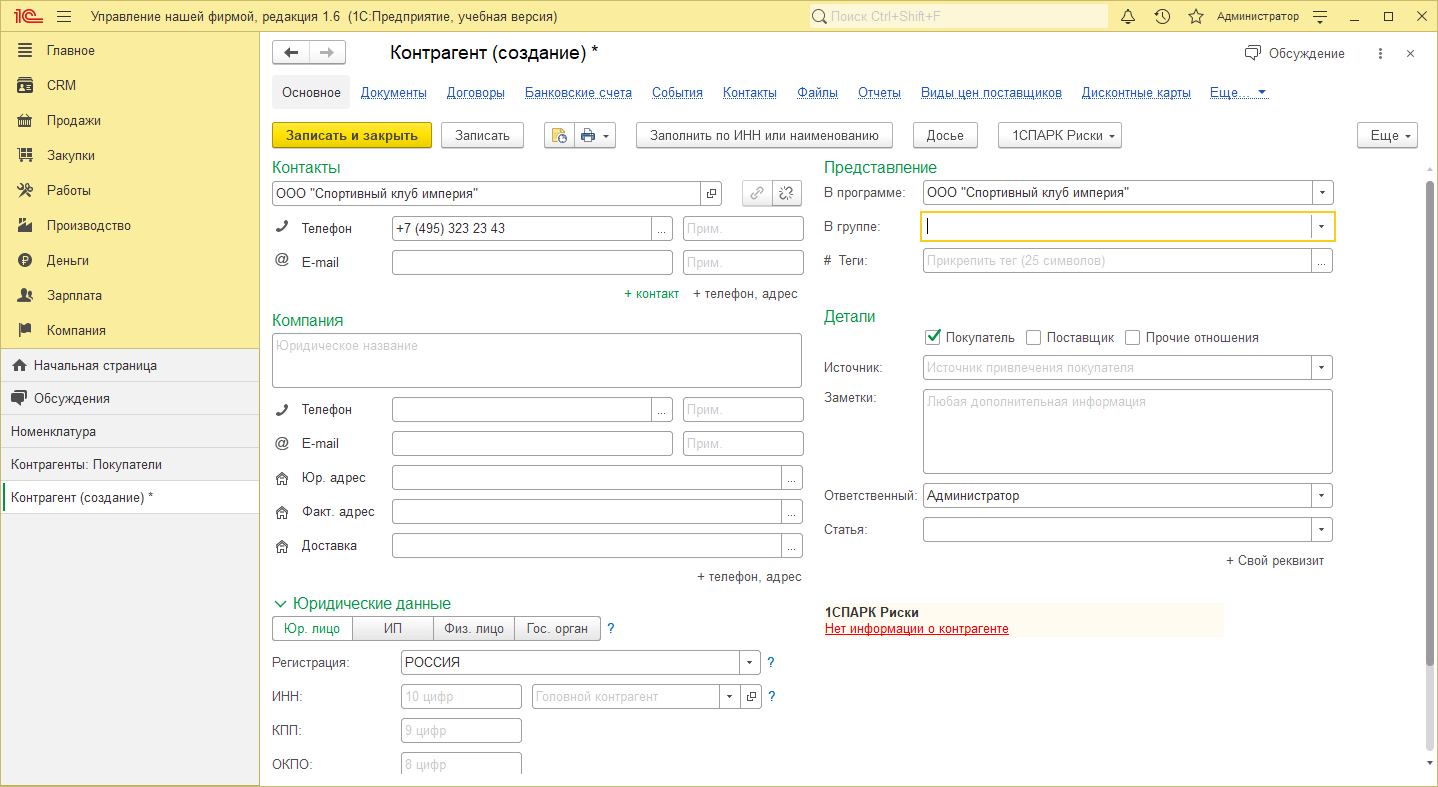 1С Управление нашей фирмой, редакция 1.6 (1С:Предприятие, учебная версия)
Поиск Ctrl+Shift+F
Администратор
Главное
CRM
Продажи
Закупки
Работы
Производство
Деньги
Зарплата
Компания
Начальная страница
Обсуждения
Номенклатура
Контрагенты: Покупатели
Контрагент (создание) *
Контрагент (создание) *
Обсуждение
Основное Документы Договоры Банковские счета События Контакты Файлы Отчеты Виды цен поставщиков Дисконтные карты Еще...
Записать и закрыть Записать Заполнить по ИНН или наименованию Досье 1СПАРК Риски Еще
Контакты
ООО "Спортивный клуб империя"
Телефон +7 (495) 323 23 43 ... Прим.
@ E-mail Прим.
+ контакт + телефон, адрес
Компания
Юридическое название
Телефон ... Прим.
@ E-mail Прим.
Юр. адрес ...
Факт. адрес ...
Доставка ...
+ телефон, адрес
Юридические данные
Юр. лицо ИП Физ. лицо Гос. орган ?
Регистрация: РОССИЯ ?
ИНН: 10 цифр Головной контрагент ?
КПП: 9 цифр
ОКПО: 8 цифр
Представление
В программе: ООО "Спортивный клуб империя"
В группе:
# Теги: Прикрепить тег (25 символов) ...
Детали
Покупатель Поставщик Прочие отношения
Источник: Источник привлечения покупателя
Заметки: Любая дополнительная информация
Ответственный: Администратор
Статья:
+ Свой реквизит
1СПАРК Риски
Нет информации о контрагенте